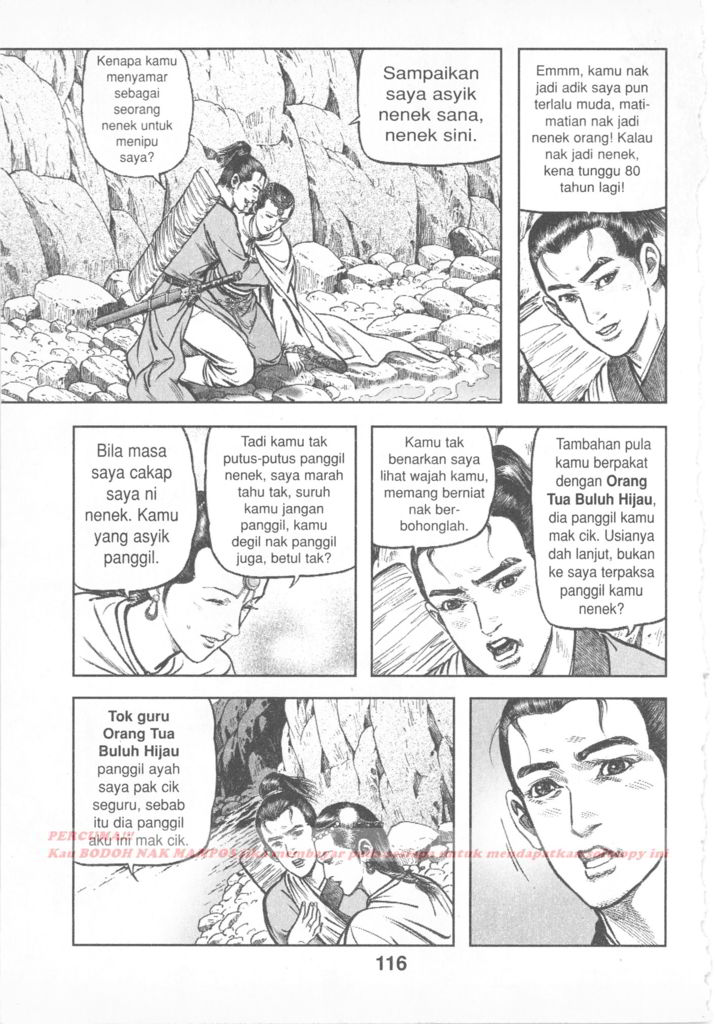 Kenapa kamu
menyamar
sebagai
seorang
nenek untuk
menipu
saya?
Sampaikan
saya asyik
nenek sana,
nenek sini.
Emmm, kamu nak
jadi adik saya pun
terlalu muda, mati-
matian nak jadi
nenek orang! Kalau
nak jadi nenek,
kena tunggu 80
tahun lagi!
Bila masa
saya cakap
saya ni
nenek. Kamu
yang asyik
panggil.
Tadi kamu tak
putus-putus panggil
nenek, saya marah
tahu tak, suruh
kamu jangan
panggil, kamu
degil nak panggil
juga, betul tak?
Kamu tak
benarkan saya
lihat wajah kamu,
memang berniat
nak ber-
bohonglah.
Tambahan pula
kamu berpakat
dengan Orang
Tua Buluh Hijau,
dia panggil kamu
mak cik. Usianya
dah lanjut, bukan
ke saya terpaksa
panggil kamu
nenek?
Tok guru
Orang Tua
Buluh Hijau
panggil ayah
saya pak cik
seguru, sebab
itu dia panggil
aku ini mak cik.
PERCUMA!!!
Kau BODOH NAK MAMPOS jika membayar untuk mendapatkan ini
116